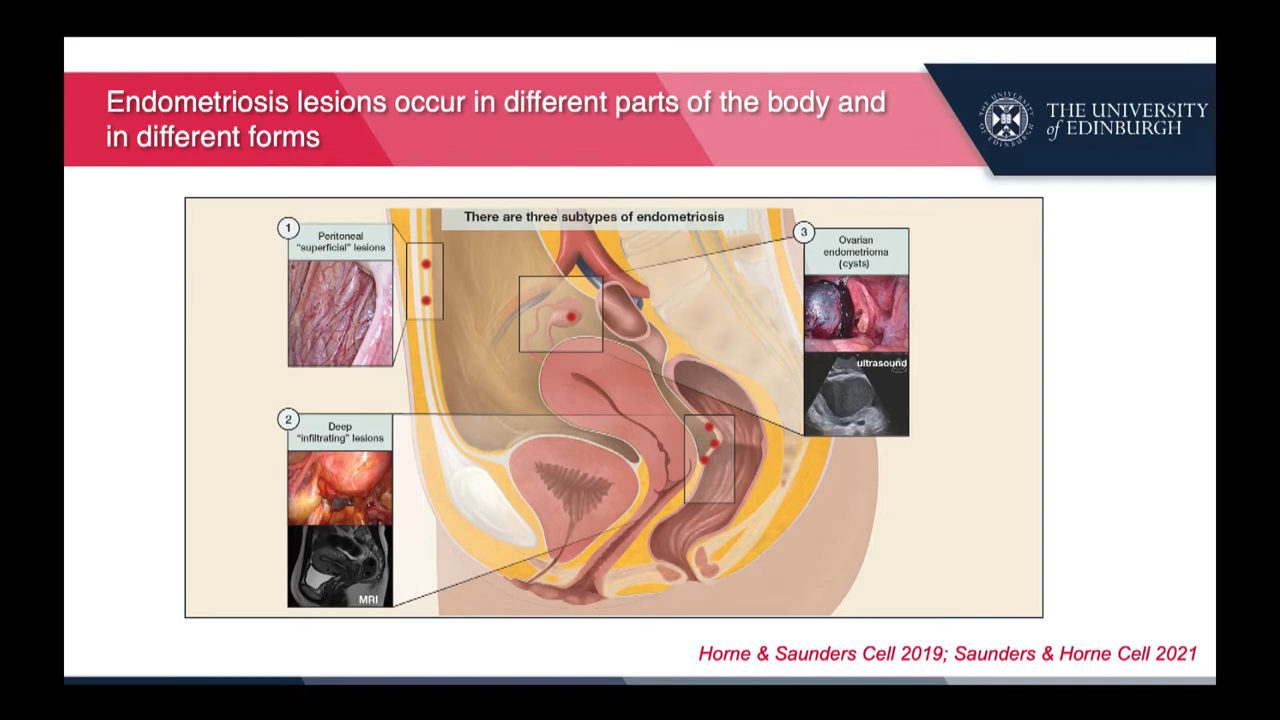 Endometriosis lesions occur in different parts of the body and
in different forms
THE UNIVERSITY
of EDINBURGH
There are three subtypes of endometriosis
1
Peritoneal
"superficial" lesions
2
Deep
"infiltrating" lesions
MRI
3
Ovarian
endometrioma
(cysts)
ultrasound
Horne & Saunders Cell 2019; Saunders & Horne Cell 2021